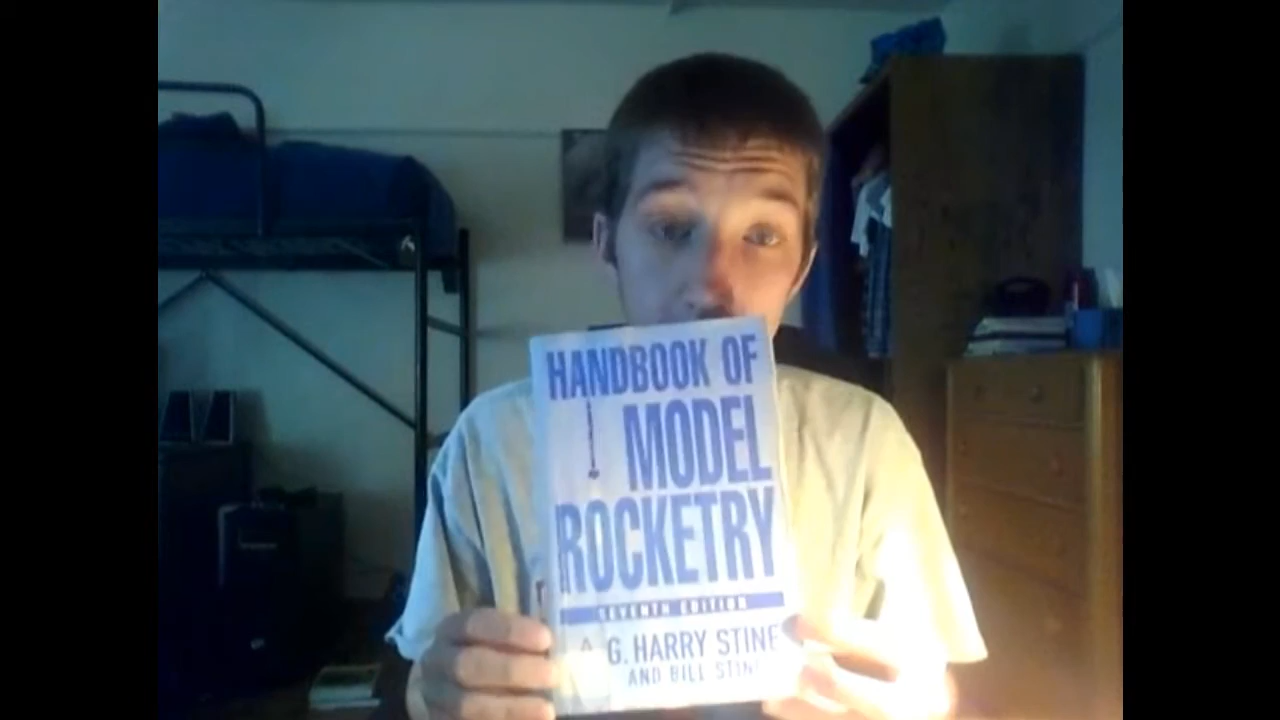 HANDBOOK OF
MODEL
ROCKETRY
SEVENTH EDITION
G. HARRY STINE
AND BILL STINE